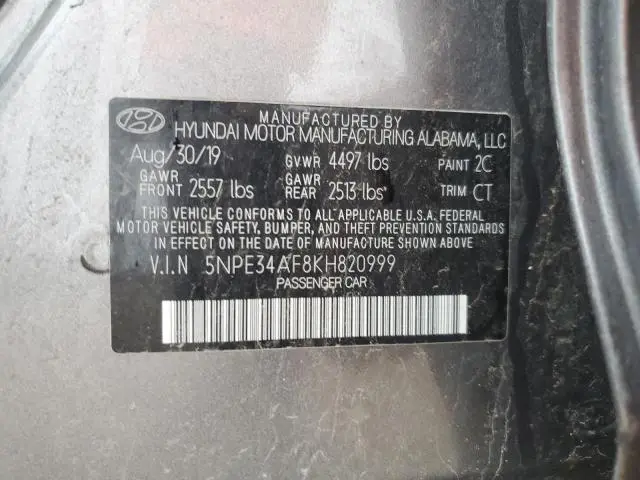 MANUFACTURED BY
HYUNDAI MOTOR MANUFACTURING ALABAMA, LLC
Aug/30/19 GVWR 4497 lbs PAINT 2C
GAWR FRONT 2557 lbs GAWR REAR 2513 lbs TRIM CT
THIS VEHICLE CONFORMS TO ALL APPLICABLE U.S.A. FEDERAL
MOTOR VEHICLE SAFETY, BUMPER, AND THEFT PREVENTION STANDARDS
IN EFFECT ON THE DATE OF MANUFACTURE SHOWN ABOVE.
V.I.N 5NPE34AF8KH820999
PASSENGER CAR